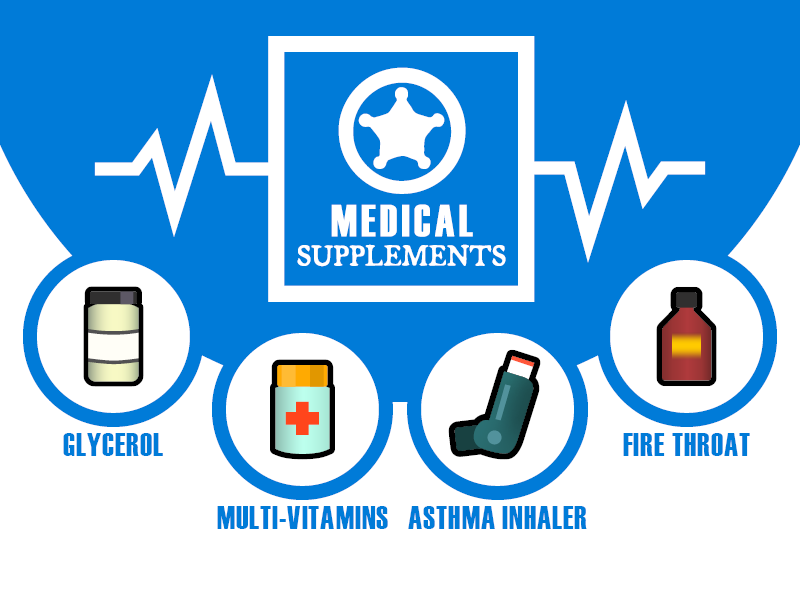 MEDICAL
SUPPLEMENTS
GLYCEROL
MULTI-VITAMINS
ASTHMA INHALER
FIRE THROAT